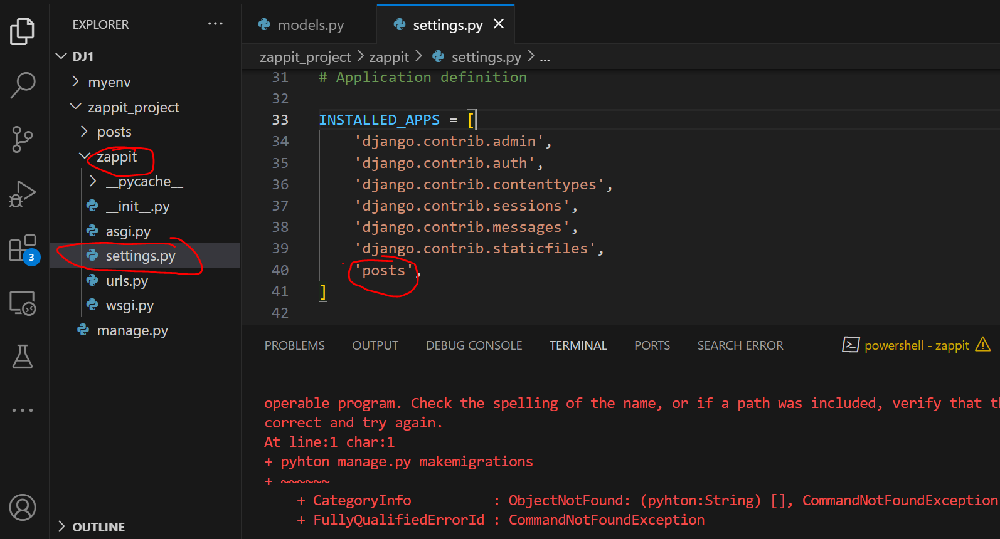 EXPLORER
DJ1
myenv
zappit_project
posts
zappit
__pycache__
__init__.py
asgi.py
settings.py
urls.py
wsgi.py
manage.py
OUTLINE
3
models.py
settings.py
zappit_project > zappit > settings.py > ...
31 # Application definition
32
33 INSTALLED_APPS = [
34 'django.contrib.admin',
35 'django.contrib.auth',
36 'django.contrib.contenttypes',
37 'django.contrib.sessions',
38 'django.contrib.messages',
39 'django.contrib.staticfiles',
40 'posts',
41 ]
42
PROBLEMS OUTPUT DEBUG CONSOLE TERMINAL PORTS SEARCH ERROR powershell - zappit
operable program. Check the spelling of the name, or if a path was included, verify that
correct and try again.
At line:1 char:1
+ pyhton manage.py makemigrations
+ ~~~~~~
+ CategoryInfo : ObjectNotFound: (pyhton:String) [], CommandNotFoundException
+ FullyQualifiedErrorId : CommandNotFoundException